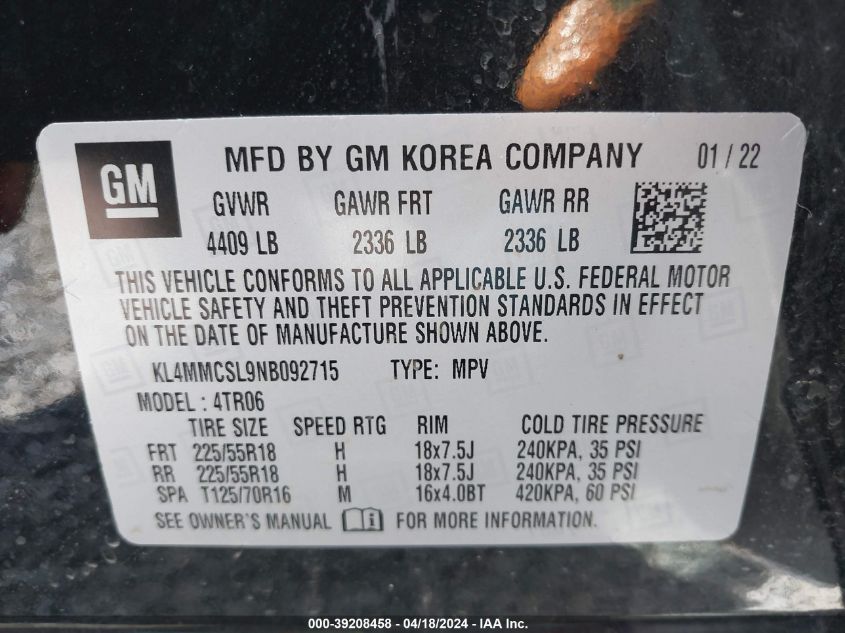 GM
MFD BY GM KOREA COMPANY 01 / 22
GVWR GAWR FRT GAWR RR
4409 LB 2336 LB 2336 LB
THIS VEHICLE CONFORMS TO ALL APPLICABLE U.S. FEDERAL MOTOR
VEHICLE SAFETY AND THEFT PREVENTION STANDARDS IN EFFECT
ON THE DATE OF MANUFACTURE SHOWN ABOVE.
KL4MMCSL9NB092715 TYPE: MPV
MODEL : 4TR06
TIRE SIZE SPEED RTG RIM COLD TIRE PRESSURE
FRT 225/55R18 H 18x7.5J 240KPA, 35 PSI
RR 225/55R18 H 18x7.5J 240KPA, 35 PSI
SPA T125/70R16 M 16x4.0BT 420KPA, 60 PSI
SEE OWNER'S MANUAL FOR MORE INFORMATION.
000-39208458 - 04/18/2024 - IAA Inc.